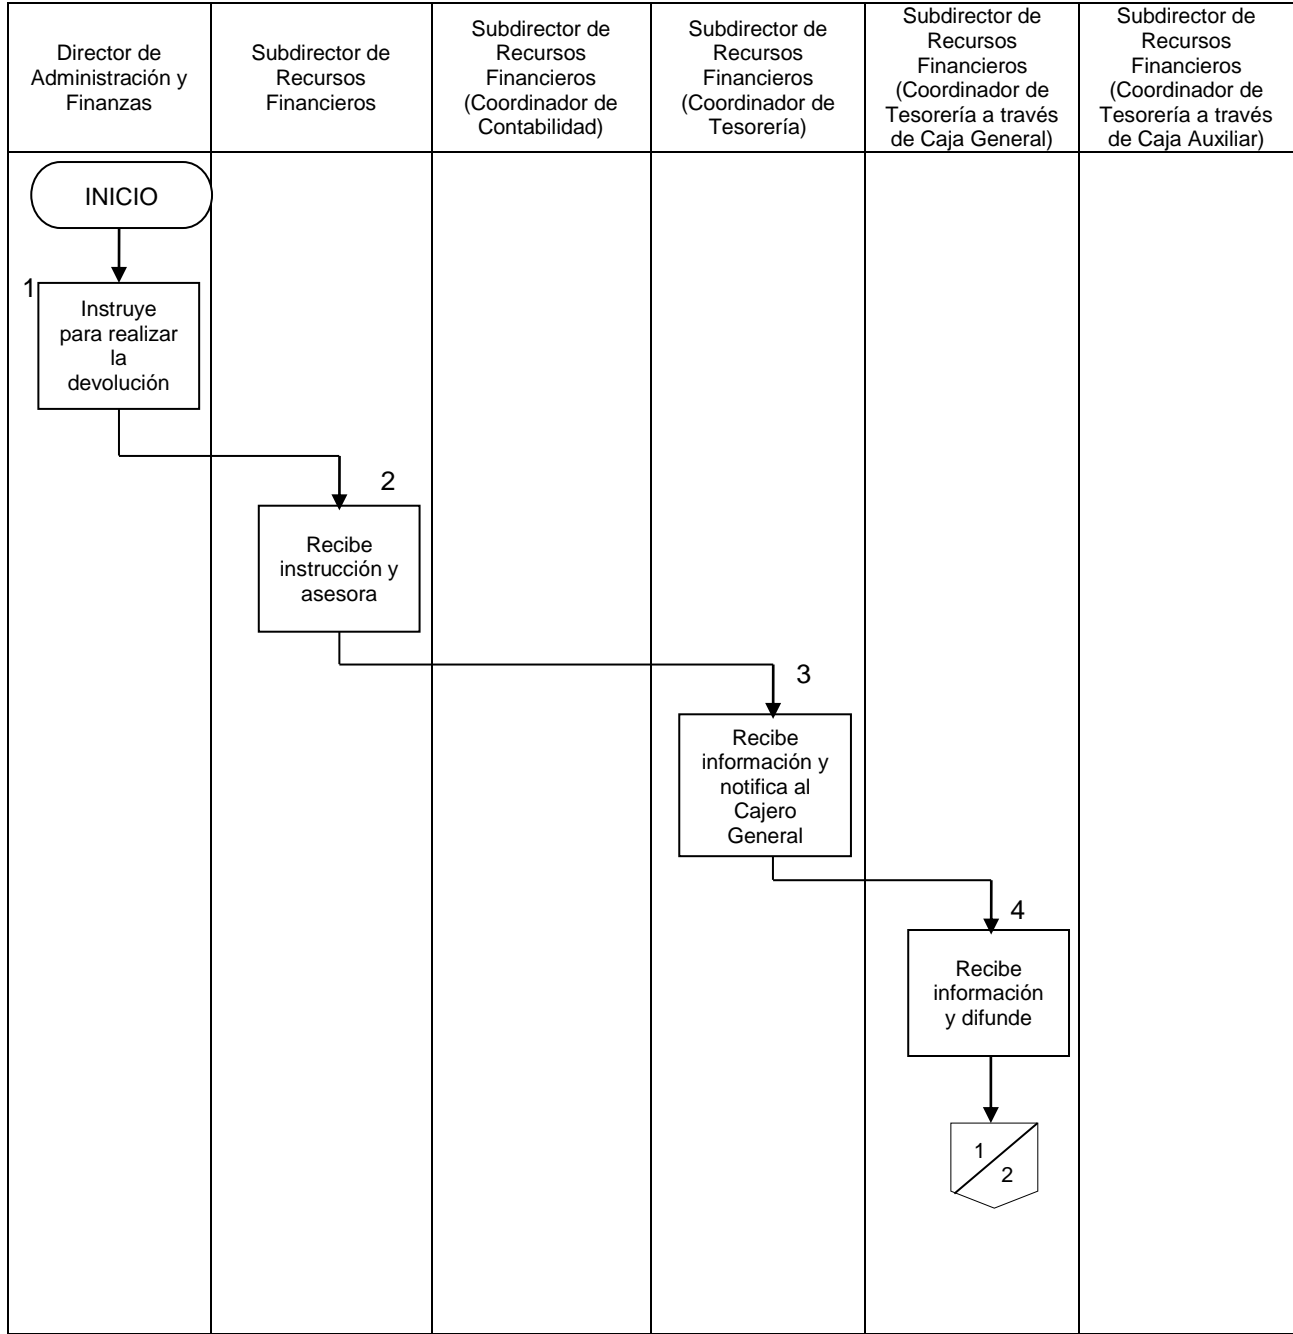 Director de
Administración y
Finanzas
Subdirector de
Recursos
Financieros
Subdirector de
Recursos
Financieros
(Coordinador de
Contabilidad)
Subdirector de
Recursos
Financieros
(Coordinador de
Tesorería)
Subdirector de
Recursos
Financieros
(Coordinador de
Tesorería a través
de Caja General)
Subdirector de
Recursos
Financieros
(Coordinador de
Tesorería a través
de Caja Auxiliar)
INICIO
1
Instruye
para realizar
la
devolución
2
Recibe
instrucción y
asesora
3
Recibe
información y
notifica al
Cajero
General
4
Recibe
información
y difunde
1
2